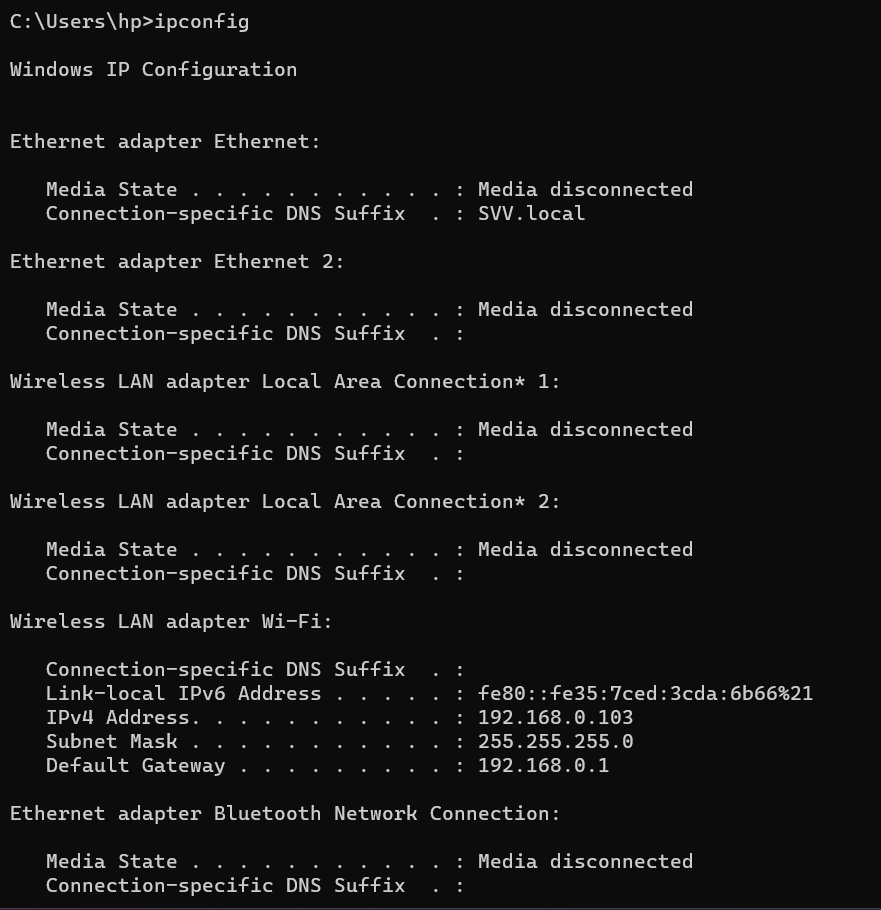 C:\Users\hp>ipconfig
Windows IP Configuration
Ethernet adapter Ethernet:
   Media State . . . . . . . . . . . : Media disconnected
   Connection-specific DNS Suffix  . : SVV.local
Ethernet adapter Ethernet 2:
   Media State . . . . . . . . . . . : Media disconnected
   Connection-specific DNS Suffix  . :
Wireless LAN adapter Local Area Connection* 1:
   Media State . . . . . . . . . . . : Media disconnected
   Connection-specific DNS Suffix  . :
Wireless LAN adapter Local Area Connection* 2:
   Media State . . . . . . . . . . . : Media disconnected
   Connection-specific DNS Suffix  . :
Wireless LAN adapter Wi-Fi:
   Connection-specific DNS Suffix  . :
   Link-local IPv6 Address . . . . . : fe80::fe35:7ced:3cda:6b66%21
   IPv4 Address. . . . . . . . . . . : 192.168.0.103
   Subnet Mask . . . . . . . . . . . : 255.255.255.0
   Default Gateway . . . . . . . . . : 192.168.0.1
Ethernet adapter Bluetooth Network Connection:
   Media State . . . . . . . . . . . : Media disconnected
   Connection-specific DNS Suffix  . :